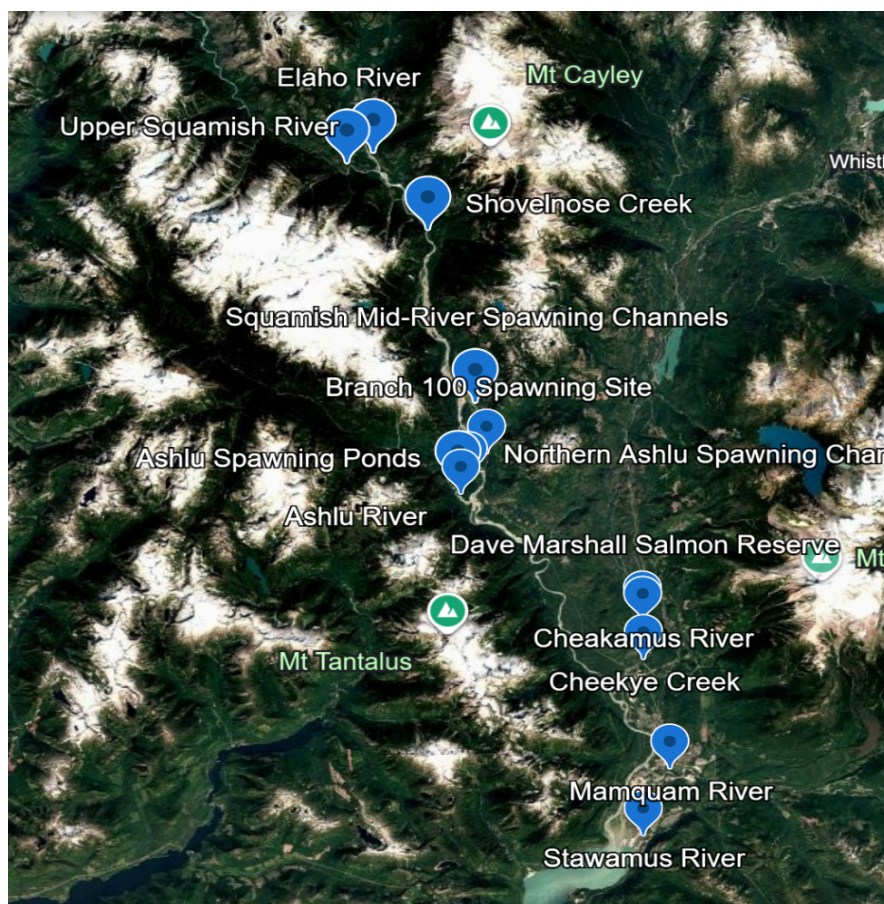 Elaho River
Mt Cayley
Upper Squamish River
Whistl
Shovelnose Creek
Squamish Mid-River Spawning Channels
Branch 100 Spawning Site
Ashlu Spawning Ponds
Northern Ashlu Spawning Chan
Ashlu River
Dave Marshall Salmon Reserve
Mt
Cheakamus River
Mt Tantalus
Cheekye Creek
Mamquam River
Stawamus River